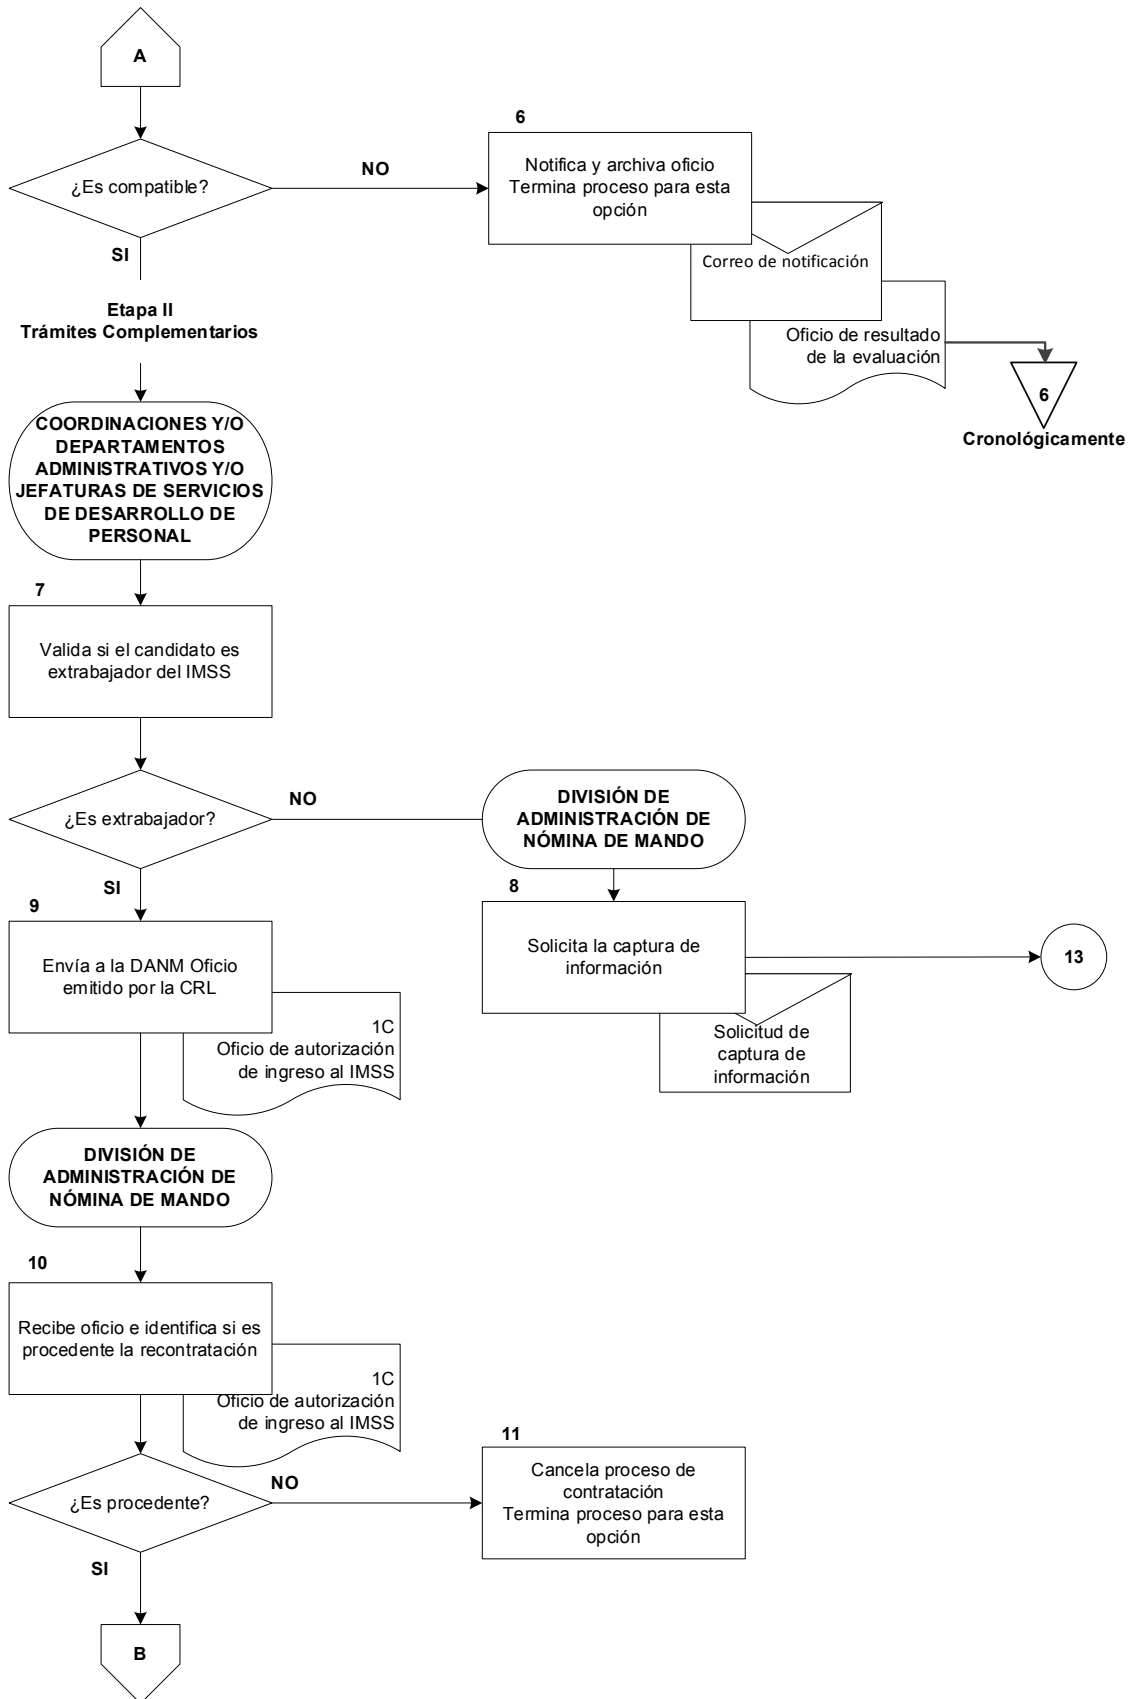 A
¿Es compatible?
NO
SI
6
Notifica y archiva oficio
Termina proceso para esta
opción
Correo de notificación
Oficio de resultado
de la evaluación
6
Cronológicamente
Etapa II
Trámites Complementarios
COORDINACIONES Y/O
DEPARTAMENTOS
ADMINISTRATIVOS Y/O
JEFATURAS DE SERVICIOS
DE DESARROLLO DE
PERSONAL
7
Valida si el candidato es
extrabajador del IMSS
¿Es extrabajador?
NO
SI
DIVISIÓN DE
ADMINISTRACIÓN DE
NÓMINA DE MANDO
8
Solicita la captura de
información
Solicitud de
captura de
información
13
9
Envía a la DANM Oficio
emitido por la CRL
1C
Oficio de autorización
de ingreso al IMSS
DIVISIÓN DE
ADMINISTRACIÓN DE
NÓMINA DE MANDO
10
Recibe oficio e identifica si es
procedente la recontratación
1C
Oficio de autorización
de ingreso al IMSS
¿Es procedente?
NO
SI
11
Cancela proceso de
contratación
Termina proceso para esta
opción
B